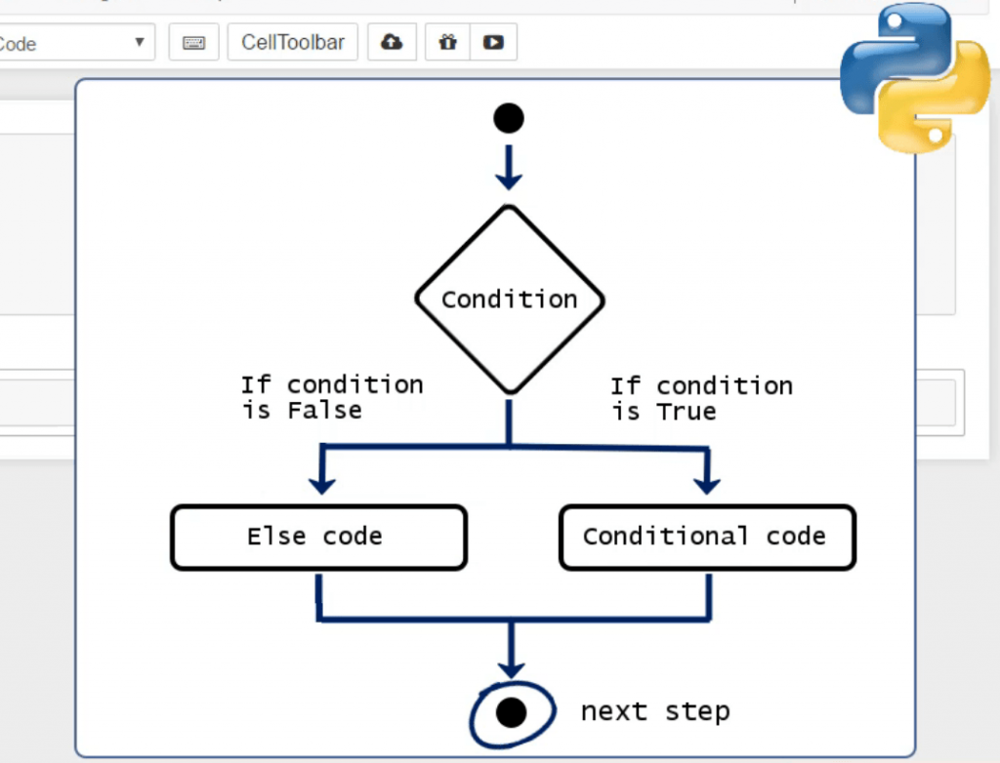 Code
CellToolbar
Condition
If condition
is False
If condition
is True
Else code
Conditional code
next step